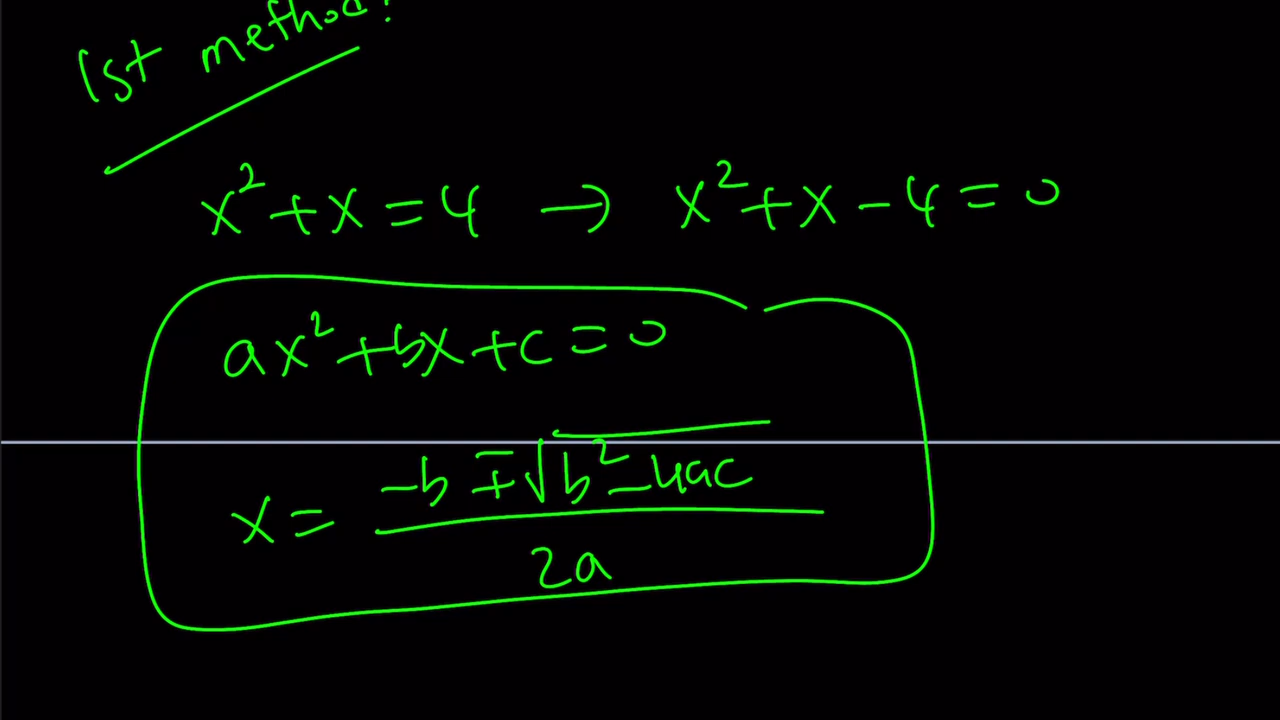 1st method:
x² + x = 4 → x² + x - 4 = 0
ax² + bx + c = 0
x = (-b ∓ √(b² - 4ac)) / 2a